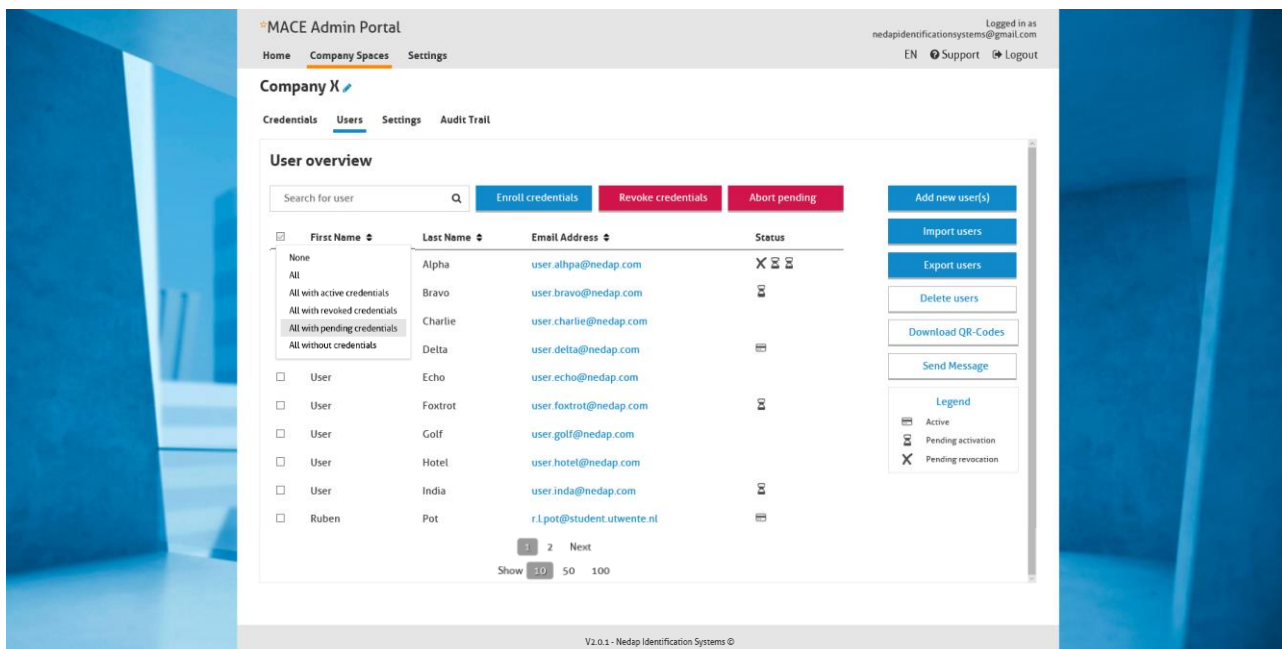 MACE Admin Portal
Logged in as
nedapidentificationsystems@gmail.com
Home Company Spaces Settings
EN Support Logout
Company X
Credentials Users Settings Audit Trail
User overview
Search for user Enroll credentials Revoke credentials Abort pending Add new user(s)
First Name Last Name Email Address Status
Import users
None
All
All with active credentials
All with revoked credentials
All with pending credentials
All without credentials
Alpha user.alhpa@nedap.com
Bravo user.bravo@nedap.com
Charlie user.charlie@nedap.com
Delta user.delta@nedap.com
User Echo user.echo@nedap.com
User Foxtrot user.foxtrot@nedap.com
User Golf user.golf@nedap.com
User Hotel user.hotel@nedap.com
User India user.inda@nedap.com
Ruben Pot r.l.pot@student.utwente.nl
Export users
Delete users
Download QR-Codes
Send Message
Legend
Active
Pending activation
Pending revocation
1 2 Next
Show 10 50 100
V2.0.1 - Nedap Identification Systems ©